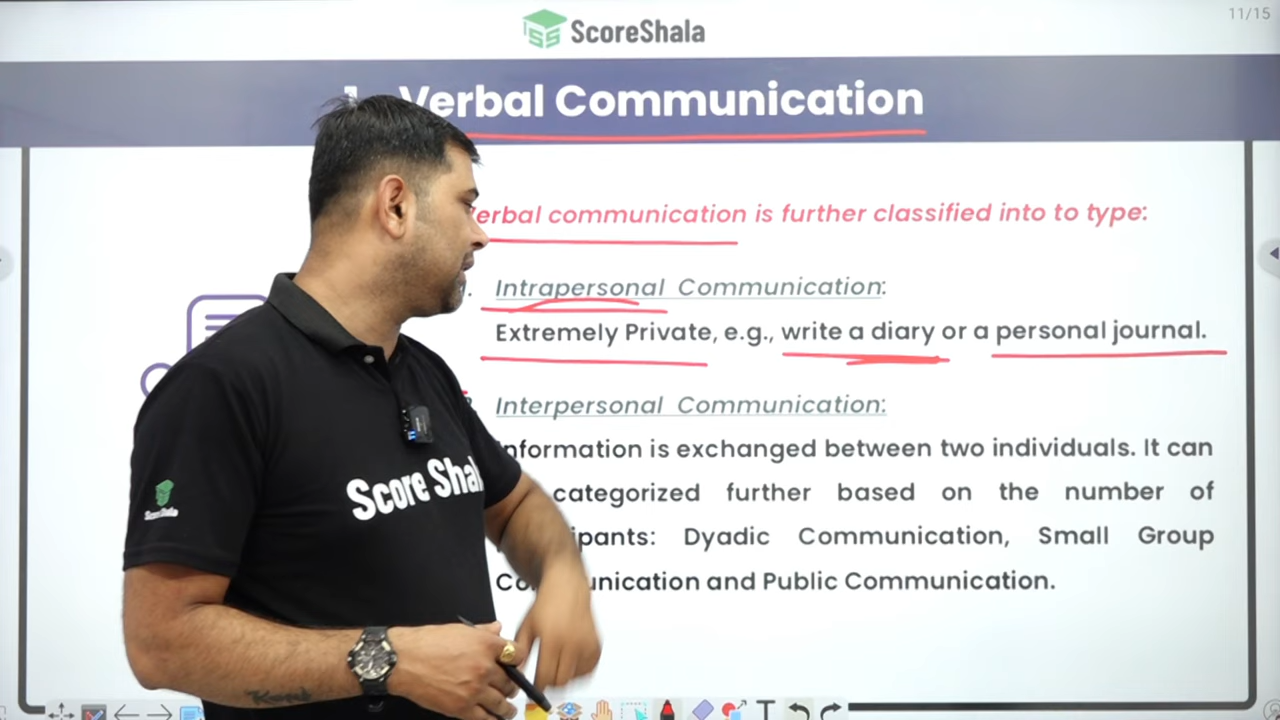 11/15
ScoreShala
Verbal Communication
erbal communication is further classified into to type:
Intrapersonal Communication:
Extremely Private, e.g., write a diary or a personal journal.
Interpersonal Communication:
nformation is exchanged between two individuals. It can
categorized further based on the number of
ipants: Dyadic Communication, Small Group
Co unication and Public Communication.
Score Shal
ScoreShala